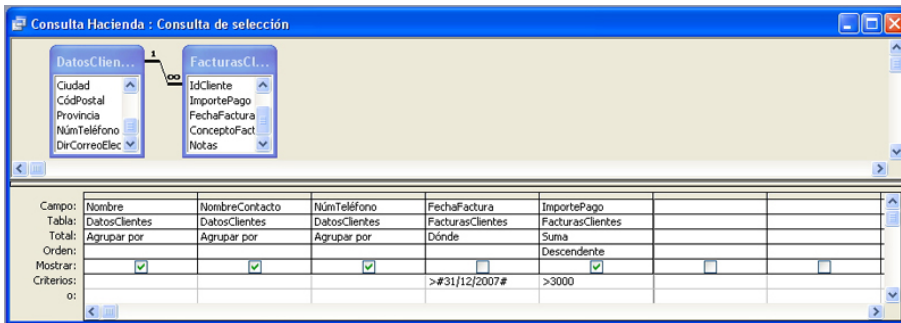 Consulta Hacienda : Consulta de selección
DatosClien... 1 FacturasCl...
∞
Ciudad IdCliente
CódPostal ImportePago
Provincia FechaFactura
NúmTeléfono ConceptoFact
DirCorreoElec Notas
Campo: Nombre NombreContacto NúmTeléfono FechaFactura ImportePago
Tabla: DatosClientes DatosClientes DatosClientes FacturasClientes FacturasClientes
Total: Agrupar por Agrupar por Agrupar por Dónde Suma
Orden: Descendente
Mostrar:
Criterios: >#31/12/2007# >3000
o: